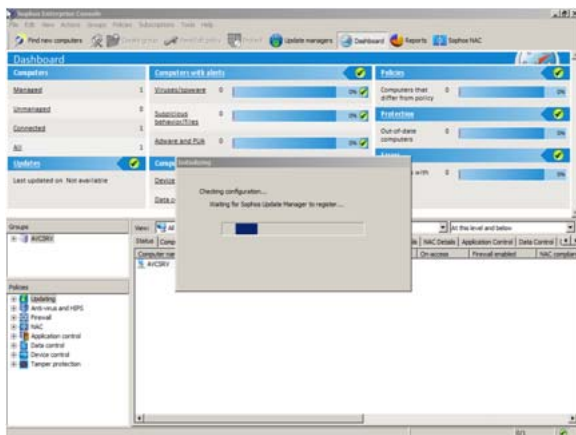 Sophos Enterprise Console
File Edit View Actions Groups Policies Subscriptions Tools Help
Find new computers Create group Protect Update managers Dashboard Reports Sophos NAC
Dashboard
Computers
Managed 1
Unmanaged 0
Connected 1
All 1
Updates
Last updated on Not available
Computers with alerts
Viruses/spyware 0 0%
Suspicious behavior/files 0 0%
Adware and PUA 0 0%
Policies
Computers that differ from policy 0 0%
Protection
Out-of-date computers 0 0%
with 0 0%
Initializing
Checking configuration...
Waiting for Sophos Update Manager to register...
Groups
AVCSRV
View:
At this level and below
Status
NAC Details Application Control Data Control
Computer
On-access Firewall enabled NAC
AVCSRV
Policies
Updating
Anti-virus and HIPS
Firewall
NAC
Application control
Data control
Device control
Tamper protection